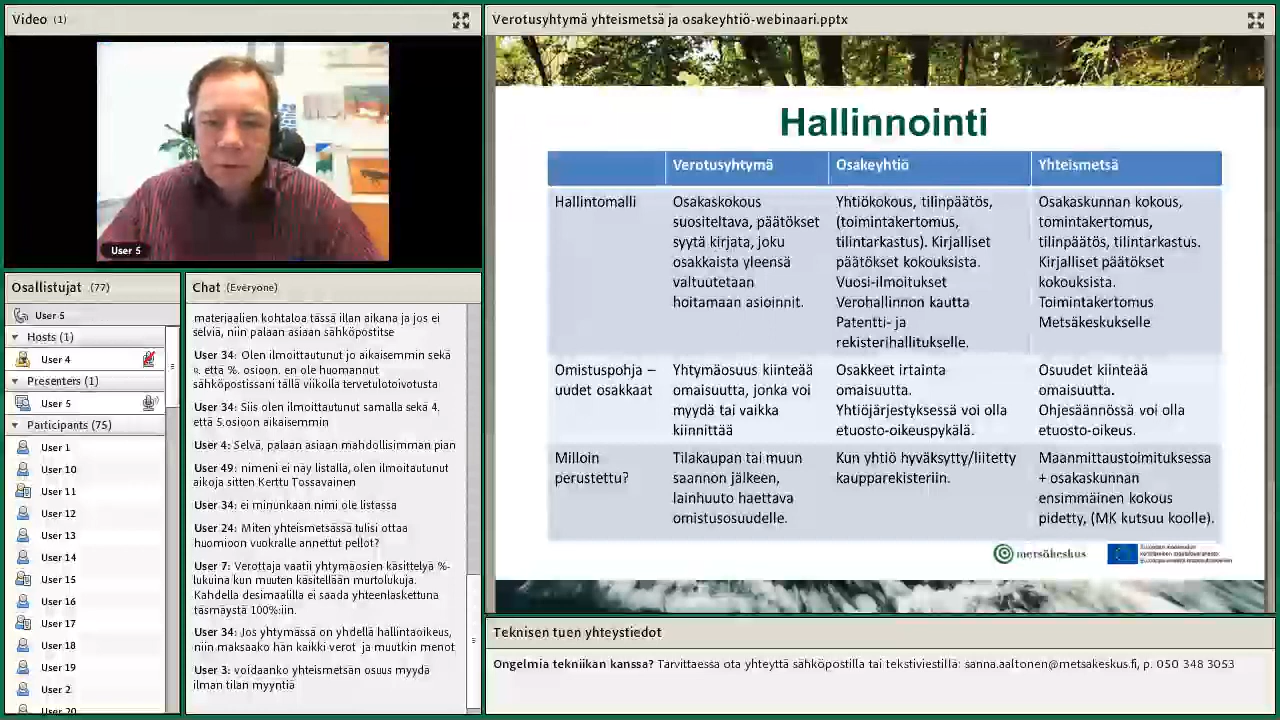 Video (1)
User 5
Osallistujat (77)
User 5
Hosts (1)
User 4
Presenters (1)
User 5
Participants (75)
User 1
User 10
User 11
User 12
User 13
User 14
User 15
User 16
User 17
User 18
User 19
User 2
User 20
Chat (Everyone)
materiaalien kohtaloa tässä illan aikana ja jos ei
selviä, niin palaan asiaan sähköpostitse
User 34: Olen ilmoittautunut jo aikaisemmin sekä
4. että %. osioon. en ole huomannut
sähköpostissani tällä viikolla tervetulotoivotusta
User 34: Siis olen ilmoittautunut samalla sekä 4.
että 5.osioon aikaisemmin
User 4: Selvä, palaan asiaan mahdollisimman pian
User 49: nimeni ei näy listalla, olen ilmoitautunut
aikoja sitten Kerttu Tossavainen
User 34: ei minunkaan nimi ole listassa
User 24: Miten yhteismetsässä tulisi ottaa
huomioon vuokralle annettut pellot?
User 7: Verottaja vaatii yhtymäosien käsittelyä %-
lukuina kun muuten käsitellään murtolukuja.
Kahdella desimaalilla ei saada yhteenlaskettuna
täsmäystä 100%:iin.
User 34: Jos yhtymässä on yhdellä hallintaoikeus,
niin maksaako hän kaikki verot ja muutkin menot
User 3: voidaanko yhteismetsän osuus myydä
ilman tilan myyntiä
Verotusyhtymä yhteismetsä ja osakeyhtiö-webinaari.pptx
Hallinnointi
Verotusyhtymä
Osakeyhtiö
Yhteismetsä
Hallintomalli
Osakaskokous
suositeltava, päätökset
syytä kirjata, joku
osakkaista yleensä
valtuutetaan
hoitamaan asioinnit.
Yhtiökokous, tilinpäätös,
(toimintakertomus,
tilintarkastus). Kirjalliset
päätökset kokouksista.
Vuosi-ilmoitukset
Verohallinnon kautta
Patentti- ja
rekisterihallitukselle.
Osakaskunnan kokous,
tomintakertomus,
tilinpäätös, tilintarkastus.
Kirjalliset päätökset
kokouksista.
Toimintakertomus
Metsäkeskukselle
Omistuspohja –
uudet osakkaat
Yhtymäosuus kiinteää
omaisuutta, jonka voi
myydä tai vaikka
kiinnittää
Osakkeet irtainta
omaisuutta.
Yhtiöjärjestyksessä voi olla
etuosto-oikeuspykälä.
Osuudet kiinteää
omaisuutta.
Ohjesäännössä voi olla
etuosto-oikeus.
Milloin
perustettu?
Tilakaupan tai muun
saannon jälkeen,
lainhuuto haettava
omistusosuudelle.
Kun yhtiö hyväksytty/liitetty
kaupparekisteriin.
Maanmittaustoimituksessa
+ osakaskunnan
ensimmäinen kokous
pidetty, (MK kutsuu koolle).
metsäkeskus
Teknisen tuen yhteystiedot
Ongelmia tekniikan kanssa? Tarvittaessa ota yhteyttä sähköpostilla tai tekstiviestillä: sanna.aaltonen@metsakeskus.fi, p. 050 348 3053